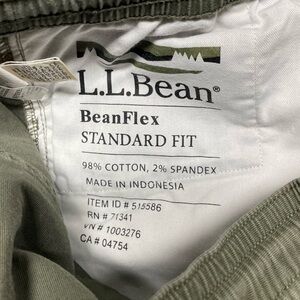 L.L.Bean®
BeanFlex
STANDARD FIT
98% COTTON, 2% SPANDEX
MADE IN INDONESIA
ITEM ID # 515586
RN # 71341
VN # 1003276
CA # 04754